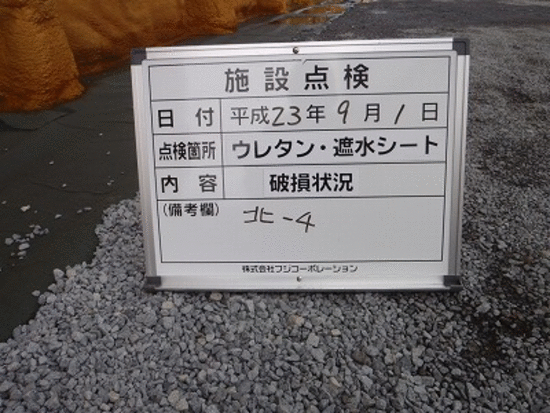 施設点検
日付 平成23年9月1日
点検箇所 ウレタン・遮水シート
内容 破損状況
(備考欄) 北-4
株式会社フジコーポレーション